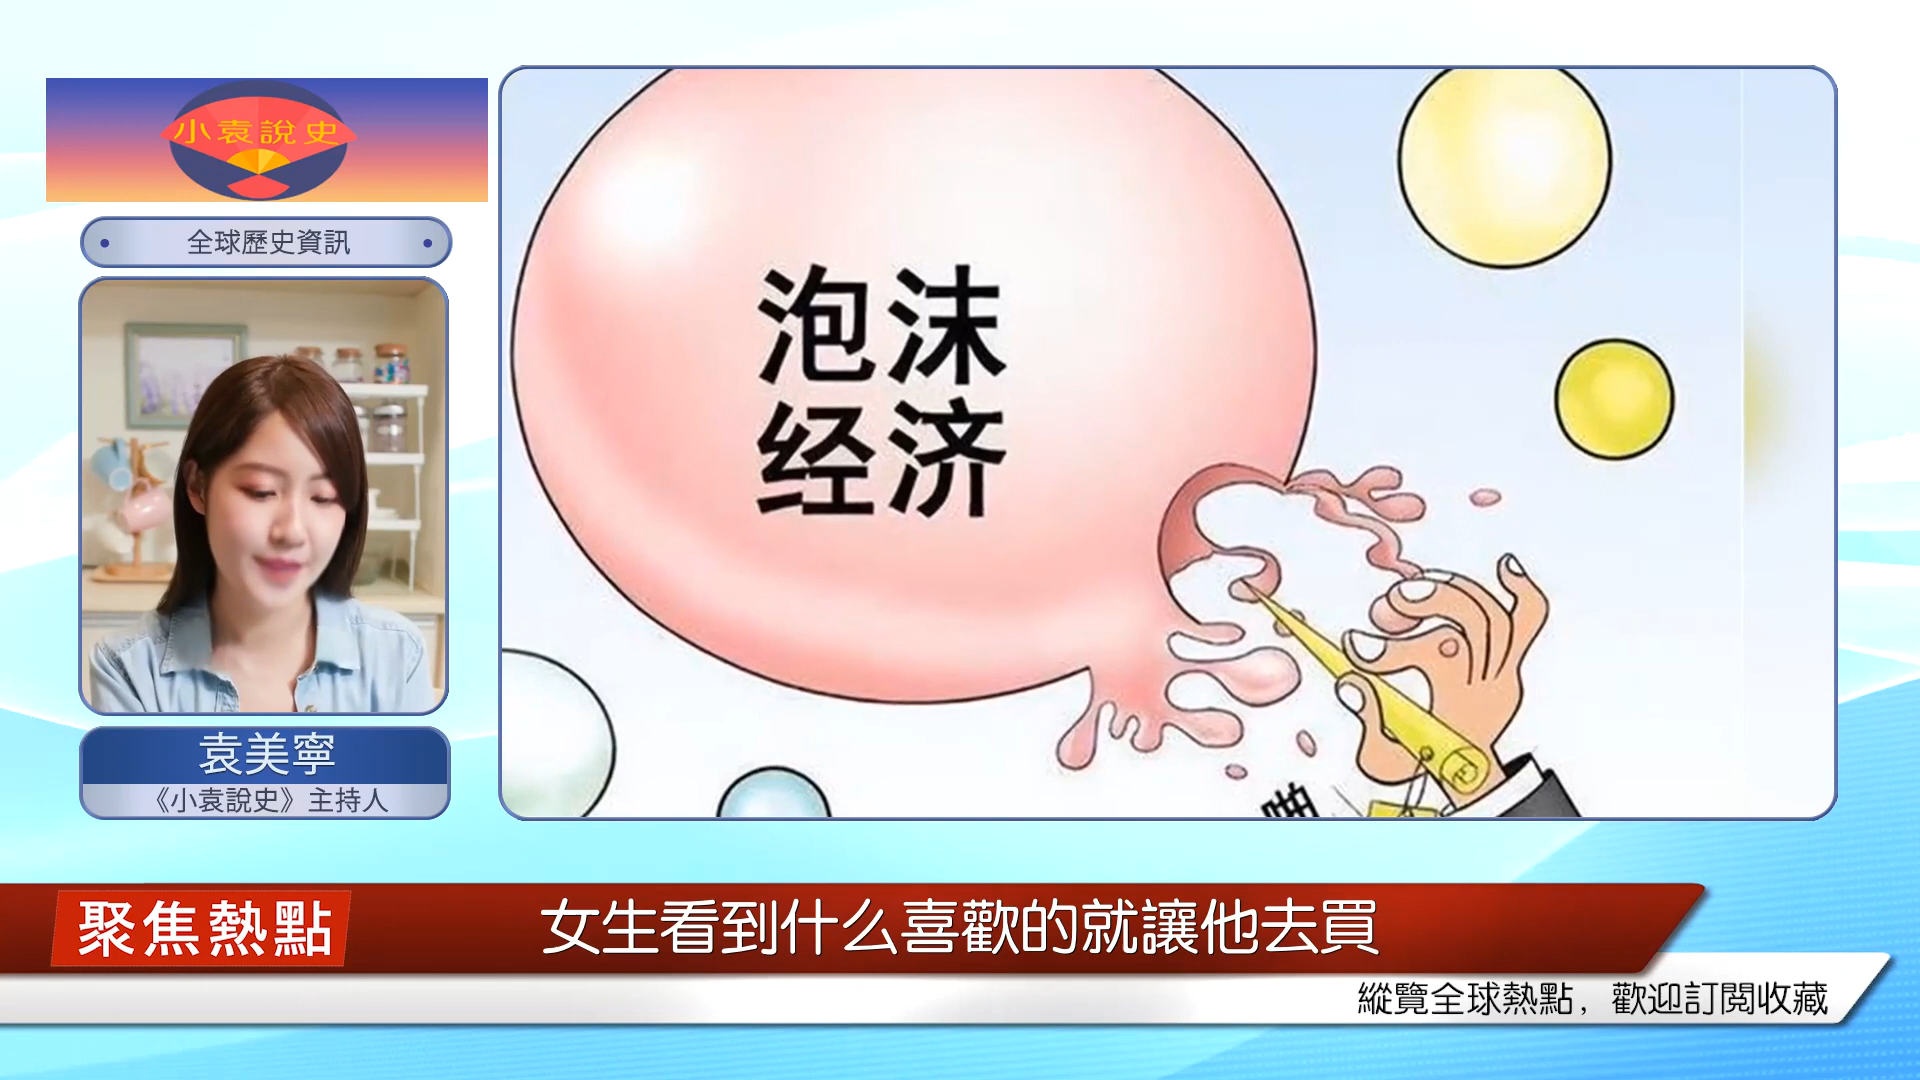 小袁說史
全球歷史資訊
袁美寧
《小袁說史》主持人
泡沫
经济
啪
聚焦熱點
女生看到什么喜歡的就讓他去買
縱覽全球熱點，歡迎訂閱收藏